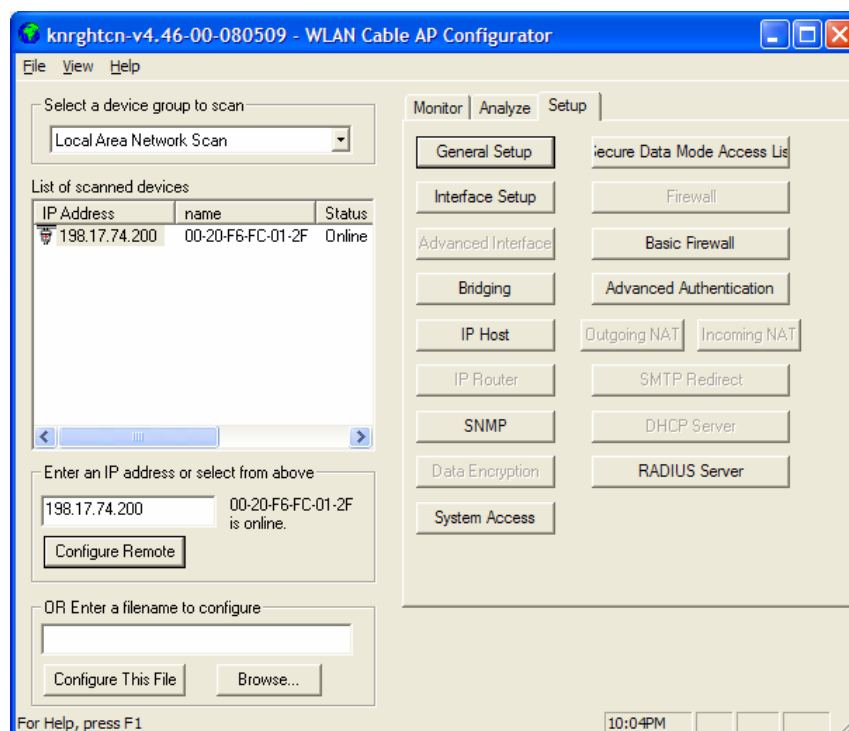 knrghtcn-v4.46-00-080509 - WLAN Cable AP Configurator
File View Help
Select a device group to scan
Local Area Network Scan
List of scanned devices
IP Address name Status
198.17.74.200 00-20-F6-FC-01-2F Online
Enter an IP address or select from above
198.17.74.200
00-20-F6-FC-01-2F
is online.
Configure Remote
OR Enter a filename to configure
Configure This File
Browse...
Monitor Analyze Setup
General Setup
Secure Data Mode Access Lis
Interface Setup
Firewall
Advanced Interface
Basic Firewall
Bridging
Advanced Authentication
IP Host
Outgoing NAT
Incoming NAT
IP Router
SMTP Redirect
SNMP
DHCP Server
Data Encryption
RADIUS Server
System Access
For Help, press F1
10:04PM